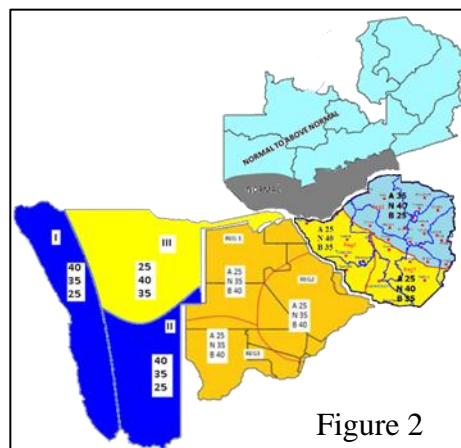 NORMAL TO ABOVE NORMAL
NORMAL
A 35
N 40
B 25
A 25
N 40
B 35
A 25
N 40
B 35
I
40
35
25
III
25
40
35
II
40
35
25
REG 1
A 25
N 35
B 40
REG2
A 25
N 35
B 40
A 25
N 35
B 40
REG3
Figure 2